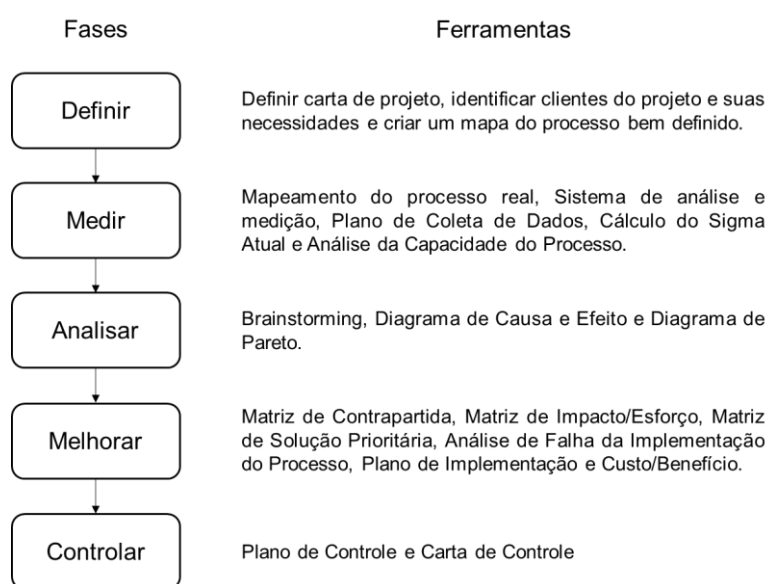 Fases Ferramentas
Definir
Definir carta de projeto, identificar clientes do projeto e suas
necessidades e criar um mapa do processo bem definido.
Medir
Mapeamento do processo real, Sistema de análise e
medição, Plano de Coleta de Dados, Cálculo do Sigma
Atual e Análise da Capacidade do Processo.
Analisar
Brainstorming, Diagrama de Causa e Efeito e Diagrama de
Pareto.
Melhorar
Matriz de Contrapartida, Matriz de Impacto/Esforço, Matriz
de Solução Prioritária, Análise de Falha da Implementação
do Processo, Plano de Implementação e Custo/Benefício.
Controlar
Plano de Controle e Carta de Controle